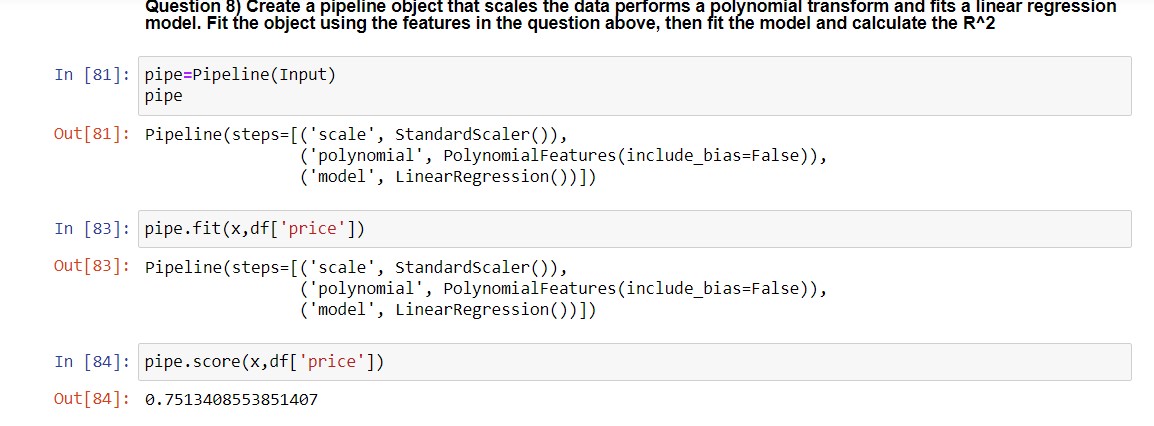 Question 8) Create a pipeline object that scales the data performs a polynomial transform and fits a linear regression
model. Fit the object using the features in the question above, then fit the model and calculate the R^2
In [81]: pipe=Pipeline(Input)
pipe
Out[81]: Pipeline(steps=[('scale', StandardScaler()),
('polynomial', PolynomialFeatures(include_bias=False)),
('model', LinearRegression())])
In [83]: pipe.fit(x,df['price'])
Out[83]: Pipeline(steps=[('scale', StandardScaler()),
('polynomial', PolynomialFeatures(include_bias=False)),
('model', LinearRegression())])
In [84]: pipe.score(x,df['price'])
Out[84]: 0.7513408553851407